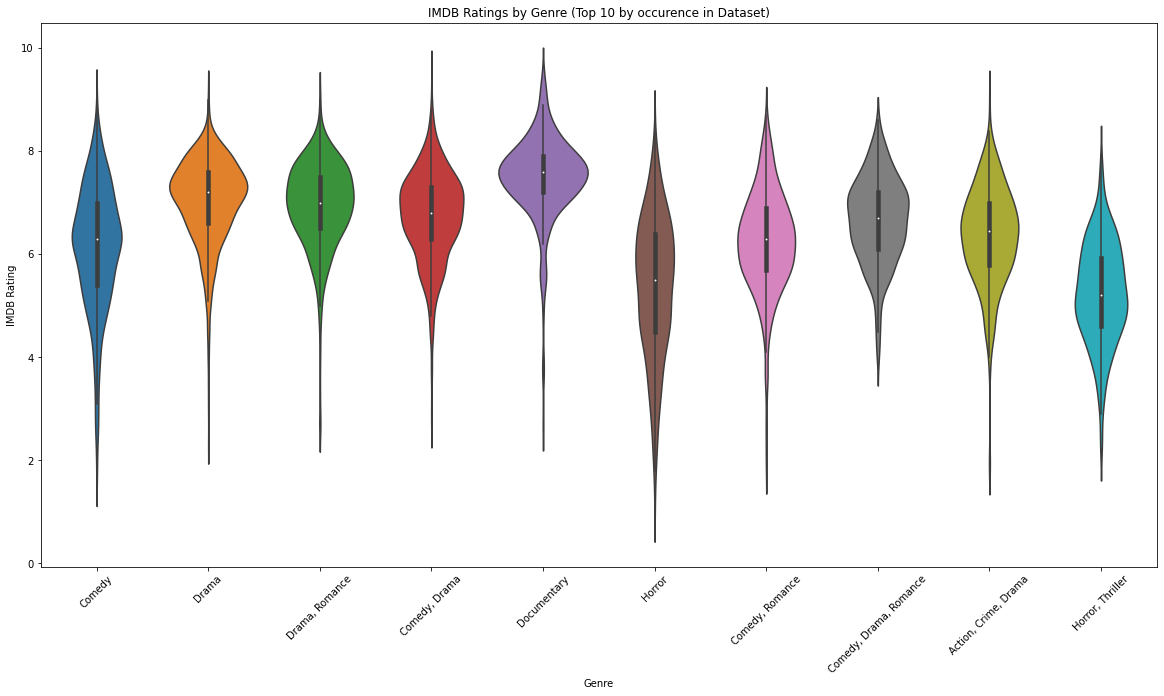 IMDB Ratings by Genre (Top 10 by occurence in Dataset)
10
8
6
4
2
0
IMDB Rating
Comedy
Drama
Drama, Romance
Comedy, Drama
Documentary
Horror
Comedy, Romance
Comedy, Drama, Romance
Action, Crime, Drama
Horror, Thriller
Genre